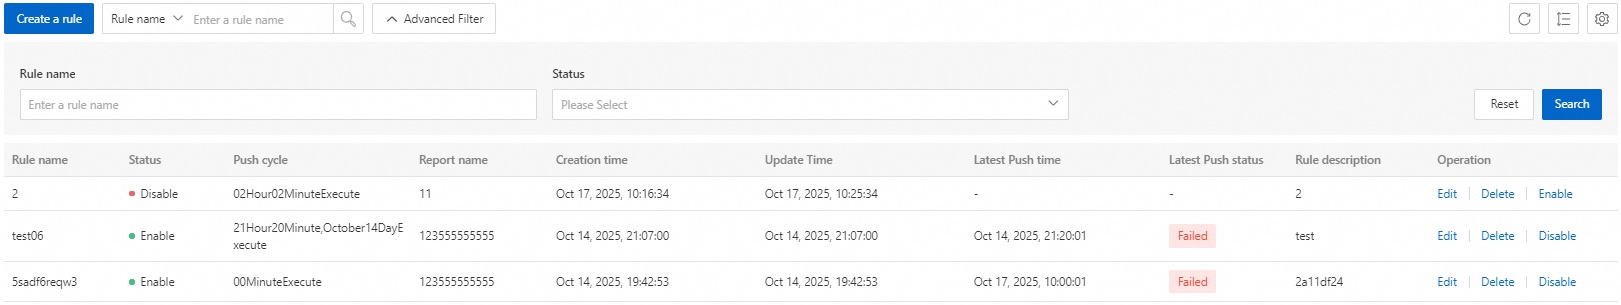 Create a rule Rule name Enter a rule name Advanced Filter
Rule name Status
Enter a rule name Please Select Reset Search
Rule name Status Push cycle Report name Creation time Update Time Latest Push time Latest Push status Rule description Operation
2 Disable 02Hour02MinuteExecute 11 Oct 17, 2025, 10:16:34 Oct 17, 2025, 10:25:34 - - 2 Edit Delete Enable
test06 Enable 21Hour20Minute,October14DayE
xecute 123555555555 Oct 14, 2025, 21:07:00 Oct 14, 2025, 21:07:00 Oct 14, 2025, 21:20:01 Failed test Edit Delete Disable
5sadf6reqw3 Enable 00MinuteExecute 123555555555 Oct 14, 2025, 19:42:53 Oct 14, 2025, 19:42:53 Oct 17, 2025, 10:00:01 Failed 2a11df24 Edit Delete Disable